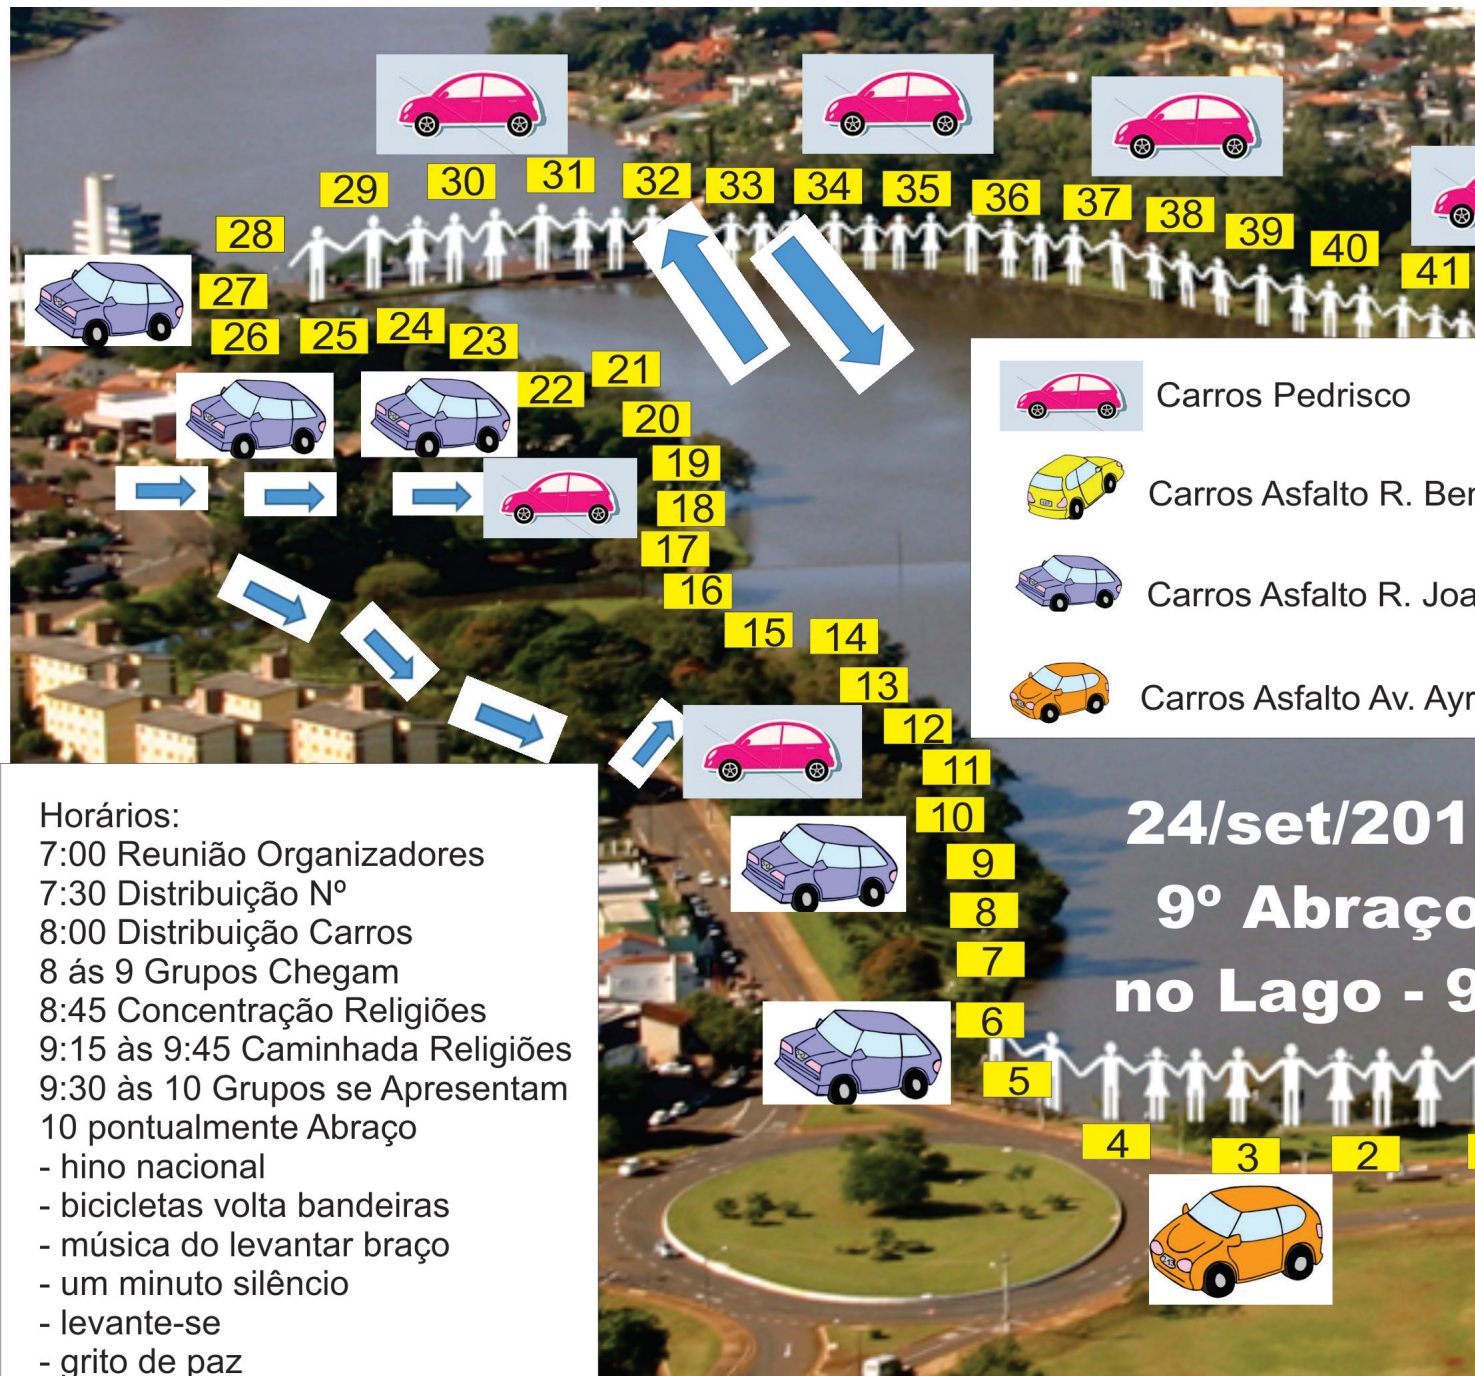 29
30
31
32
33
34
35
36
37
38
39
40
41
28
27
26
25
24
23
22
21
20
19
18
17
16
15
14
13
12
11
10
9
8
7
6
5
4
3
2
Carros Pedrisco
Carros Asfalto R.
Carros Asfalto R.
Carros Asfalto Av.
24/set/201
9º Abraço
no Lago - 9
Horários:
7:00 Reunião Organizadores
7:30 Distribuição Nº
8:00 Distribuição Carros
8 ás 9 Grupos Chegam
8:45 Concentração Religiões
9:15 às 9:45 Caminhada Religiões
9:30 às 10 Grupos se Apresentam
10 pontualmente Abraço
- hino nacional
- bicicletas volta bandeiras
- música do levantar braço
- um minuto silêncio
- levante-se
- grito de paz